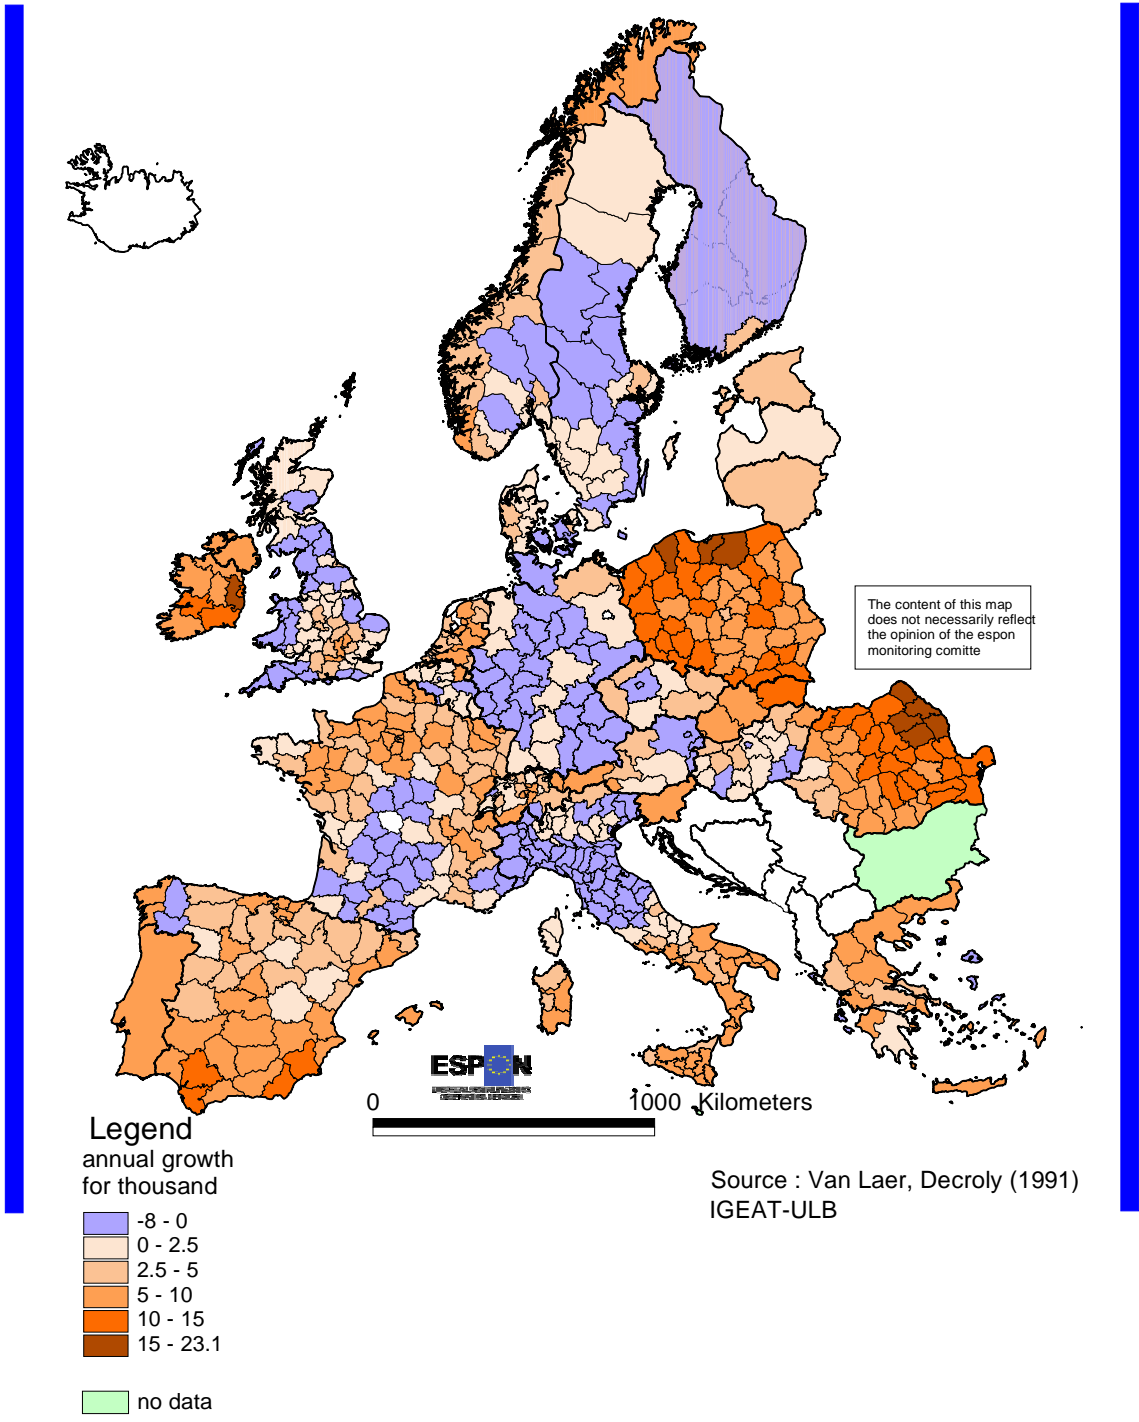 The content of this map
does not necessarily reflect
the opinion of the espon
monitoring comitte
ESPON
0 1000 Kilometers
Legend
annual growth
for thousand
-8 - 0
0 - 2.5
2.5 - 5
5 - 10
10 - 15
15 - 23.1
no data
Source : Van Laer, Decroly (1991)
IGEAT-ULB